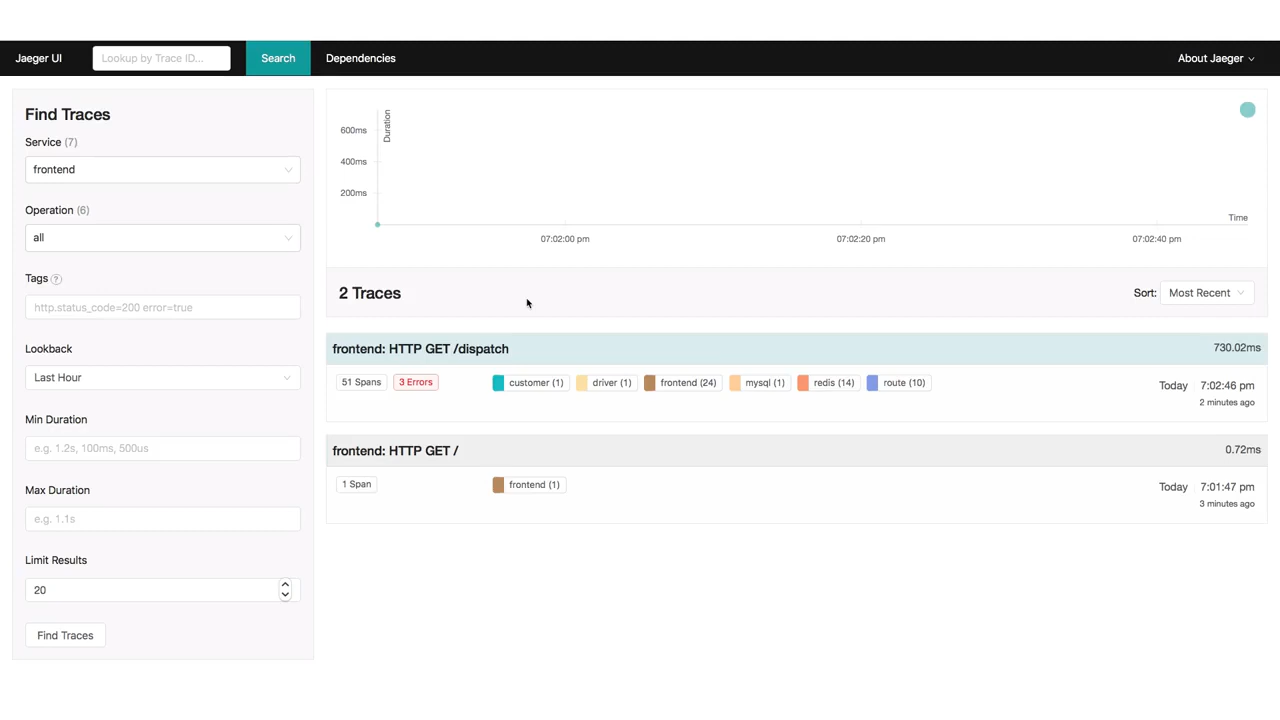 Jaeger UI
Lookup by Trace ID...
Search
Dependencies
About Jaeger
Find Traces
Service (7)
frontend
Operation (6)
all
Tags ?
http.status_code=200 error=true
Lookback
Last Hour
Min Duration
e.g. 1.2s, 100ms, 500us
Max Duration
e.g. 1.1s
Limit Results
20
Find Traces
Duration
600ms
400ms
200ms
Time
07:02:00 pm
07:02:20 pm
07:02:40 pm
2 Traces
Sort: Most Recent
frontend: HTTP GET /dispatch
730.02ms
51 Spans
3 Errors
customer (1)
driver (1)
frontend (24)
mysql (1)
redis (14)
route (10)
Today
7:02:46 pm
2 minutes ago
frontend: HTTP GET /
0.72ms
1 Span
frontend (1)
Today
7:01:47 pm
3 minutes ago